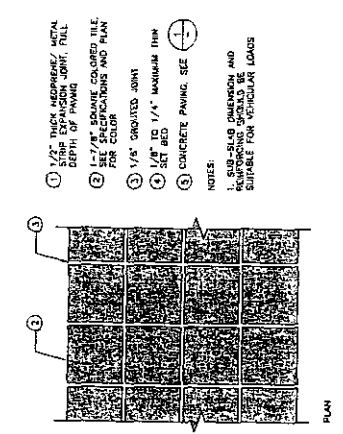 ① 1/2" THICK NEOPRENE/ METAL
STRIP EXPANSION JOINT, FULL
DEPTH OF PAVING
② 1-7/8" SQUARE COLORED TILE,
SEE SPECIFICATIONS AND PLAN
FOR COLOR
③ 1/8" GROUTED JOINT
④ 1/8" TO 1/4" MAXIMUM THIN
SET BED
⑤ CONCRETE PAVING, SEE 1
-
NOTES:
1. SUB-SLAB DIMENSION AND
REINFORCING SHOULD BE
SUITABLE FOR VEHICULAR LOADS
② ③
PLAN